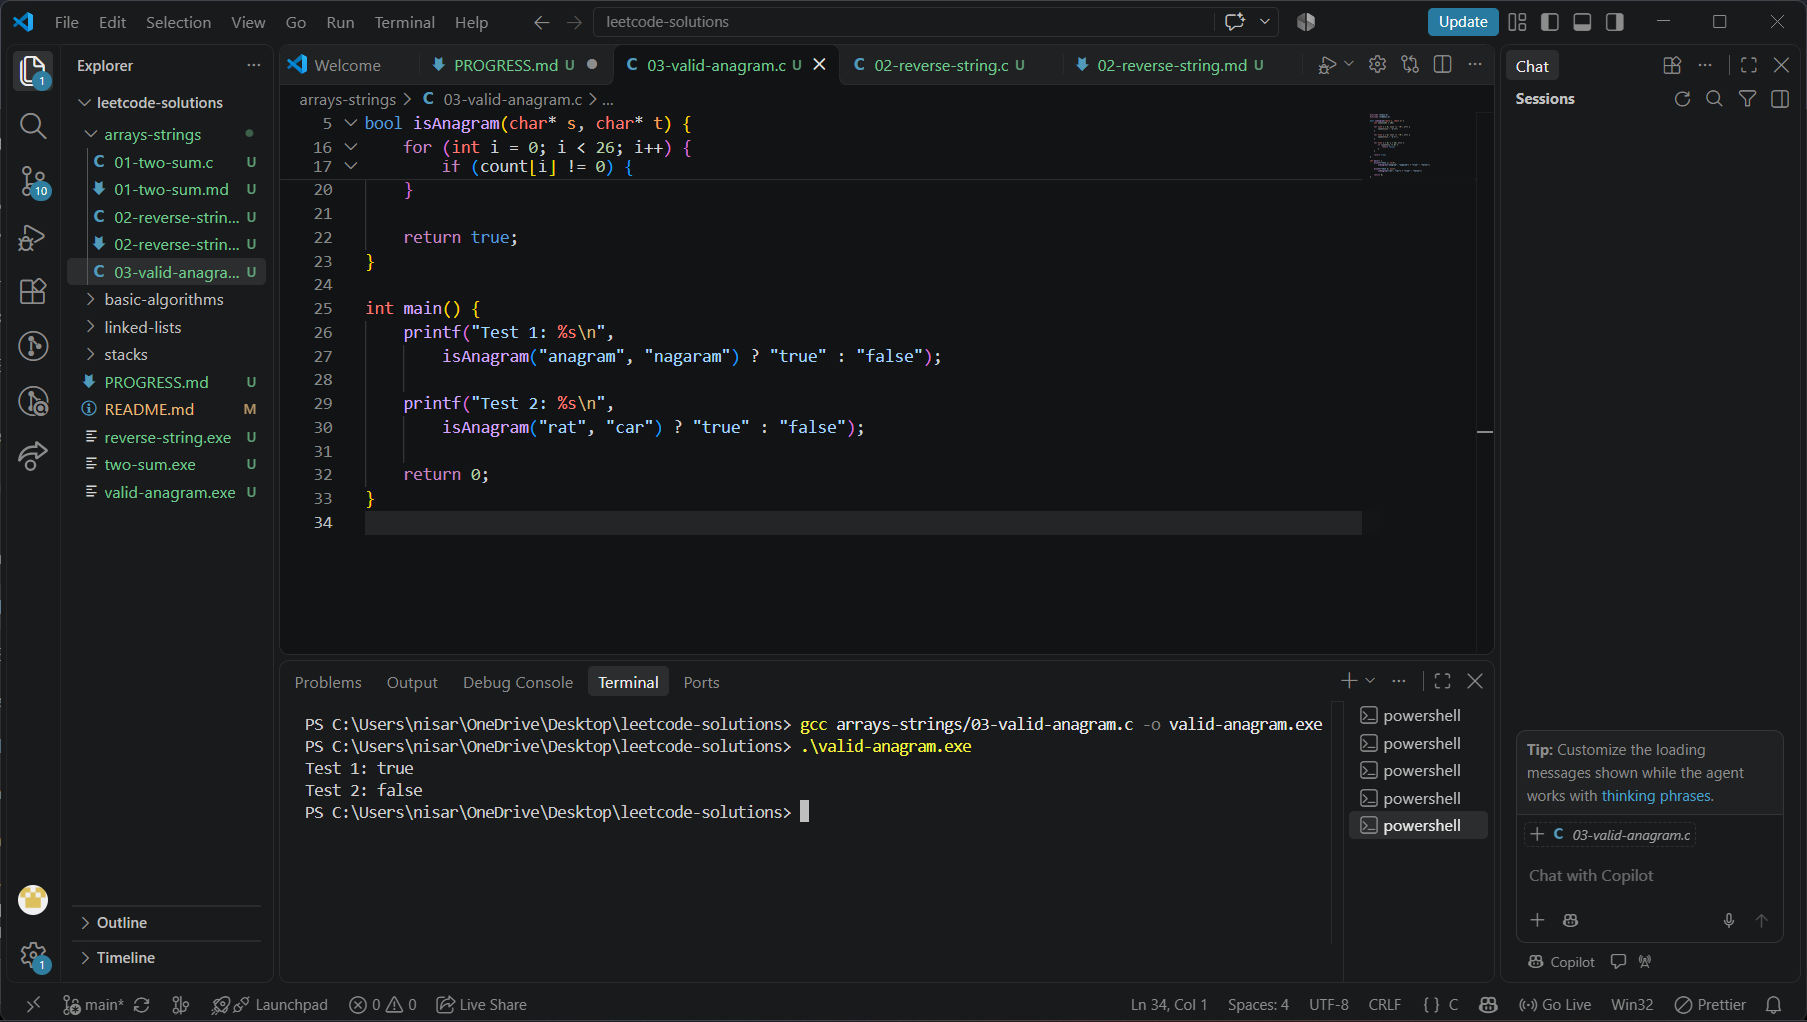 File Edit Selection View Go Run Terminal Help
leetcode-solutions
Update
Explorer
leetcode-solutions
arrays-strings
01-two-sum.c U
01-two-sum.md U
02-reverse-strin... U
02-reverse-strin... U
03-valid-anagra... U
basic-algorithms
linked-lists
stacks
PROGRESS.md U
README.md M
reverse-string.exe U
two-sum.exe U
valid-anagram.exe U
Outline
Timeline
1
10
1
Welcome PROGRESS.md U 03-valid-anagram.c U 02-reverse-string.c U 02-reverse-string.md U
arrays-strings > C 03-valid-anagram.c > ...
5 bool isAnagram(char* s, char* t) {
16 for (int i = 0; i < 26; i++) {
17 if (count[i] != 0) {
20 }
21
22 return true;
23 }
24
25 int main() {
26 printf("Test 1: %s\n",
27 isAnagram("anagram", "nagaram") ? "true" : "false");
28
29 printf("Test 2: %s\n",
30 isAnagram("rat", "car") ? "true" : "false");
31
32 return 0;
33 }
34
Problems Output Debug Console Terminal Ports
PS C:\Users\nisar\OneDrive\Desktop\leetcode-solutions> gcc arrays-strings/03-valid-anagram.c -o valid-anagram.exe
PS C:\Users\nisar\OneDrive\Desktop\leetcode-solutions> .\valid-anagram.exe
Test 1: true
Test 2: false
PS C:\Users\nisar\OneDrive\Desktop\leetcode-solutions>
powershell
powershell
powershell
powershell
powershell
Chat
Sessions
Tip: Customize the loading
messages shown while the agent
works with thinking phrases.
C 03-valid-anagram.c
Chat with Copilot
Copilot
main* Launchpad 0 0 Live Share
Ln 34, Col 1 Spaces: 4 UTF-8 CRLF { } C Go Live Win32 Prettier